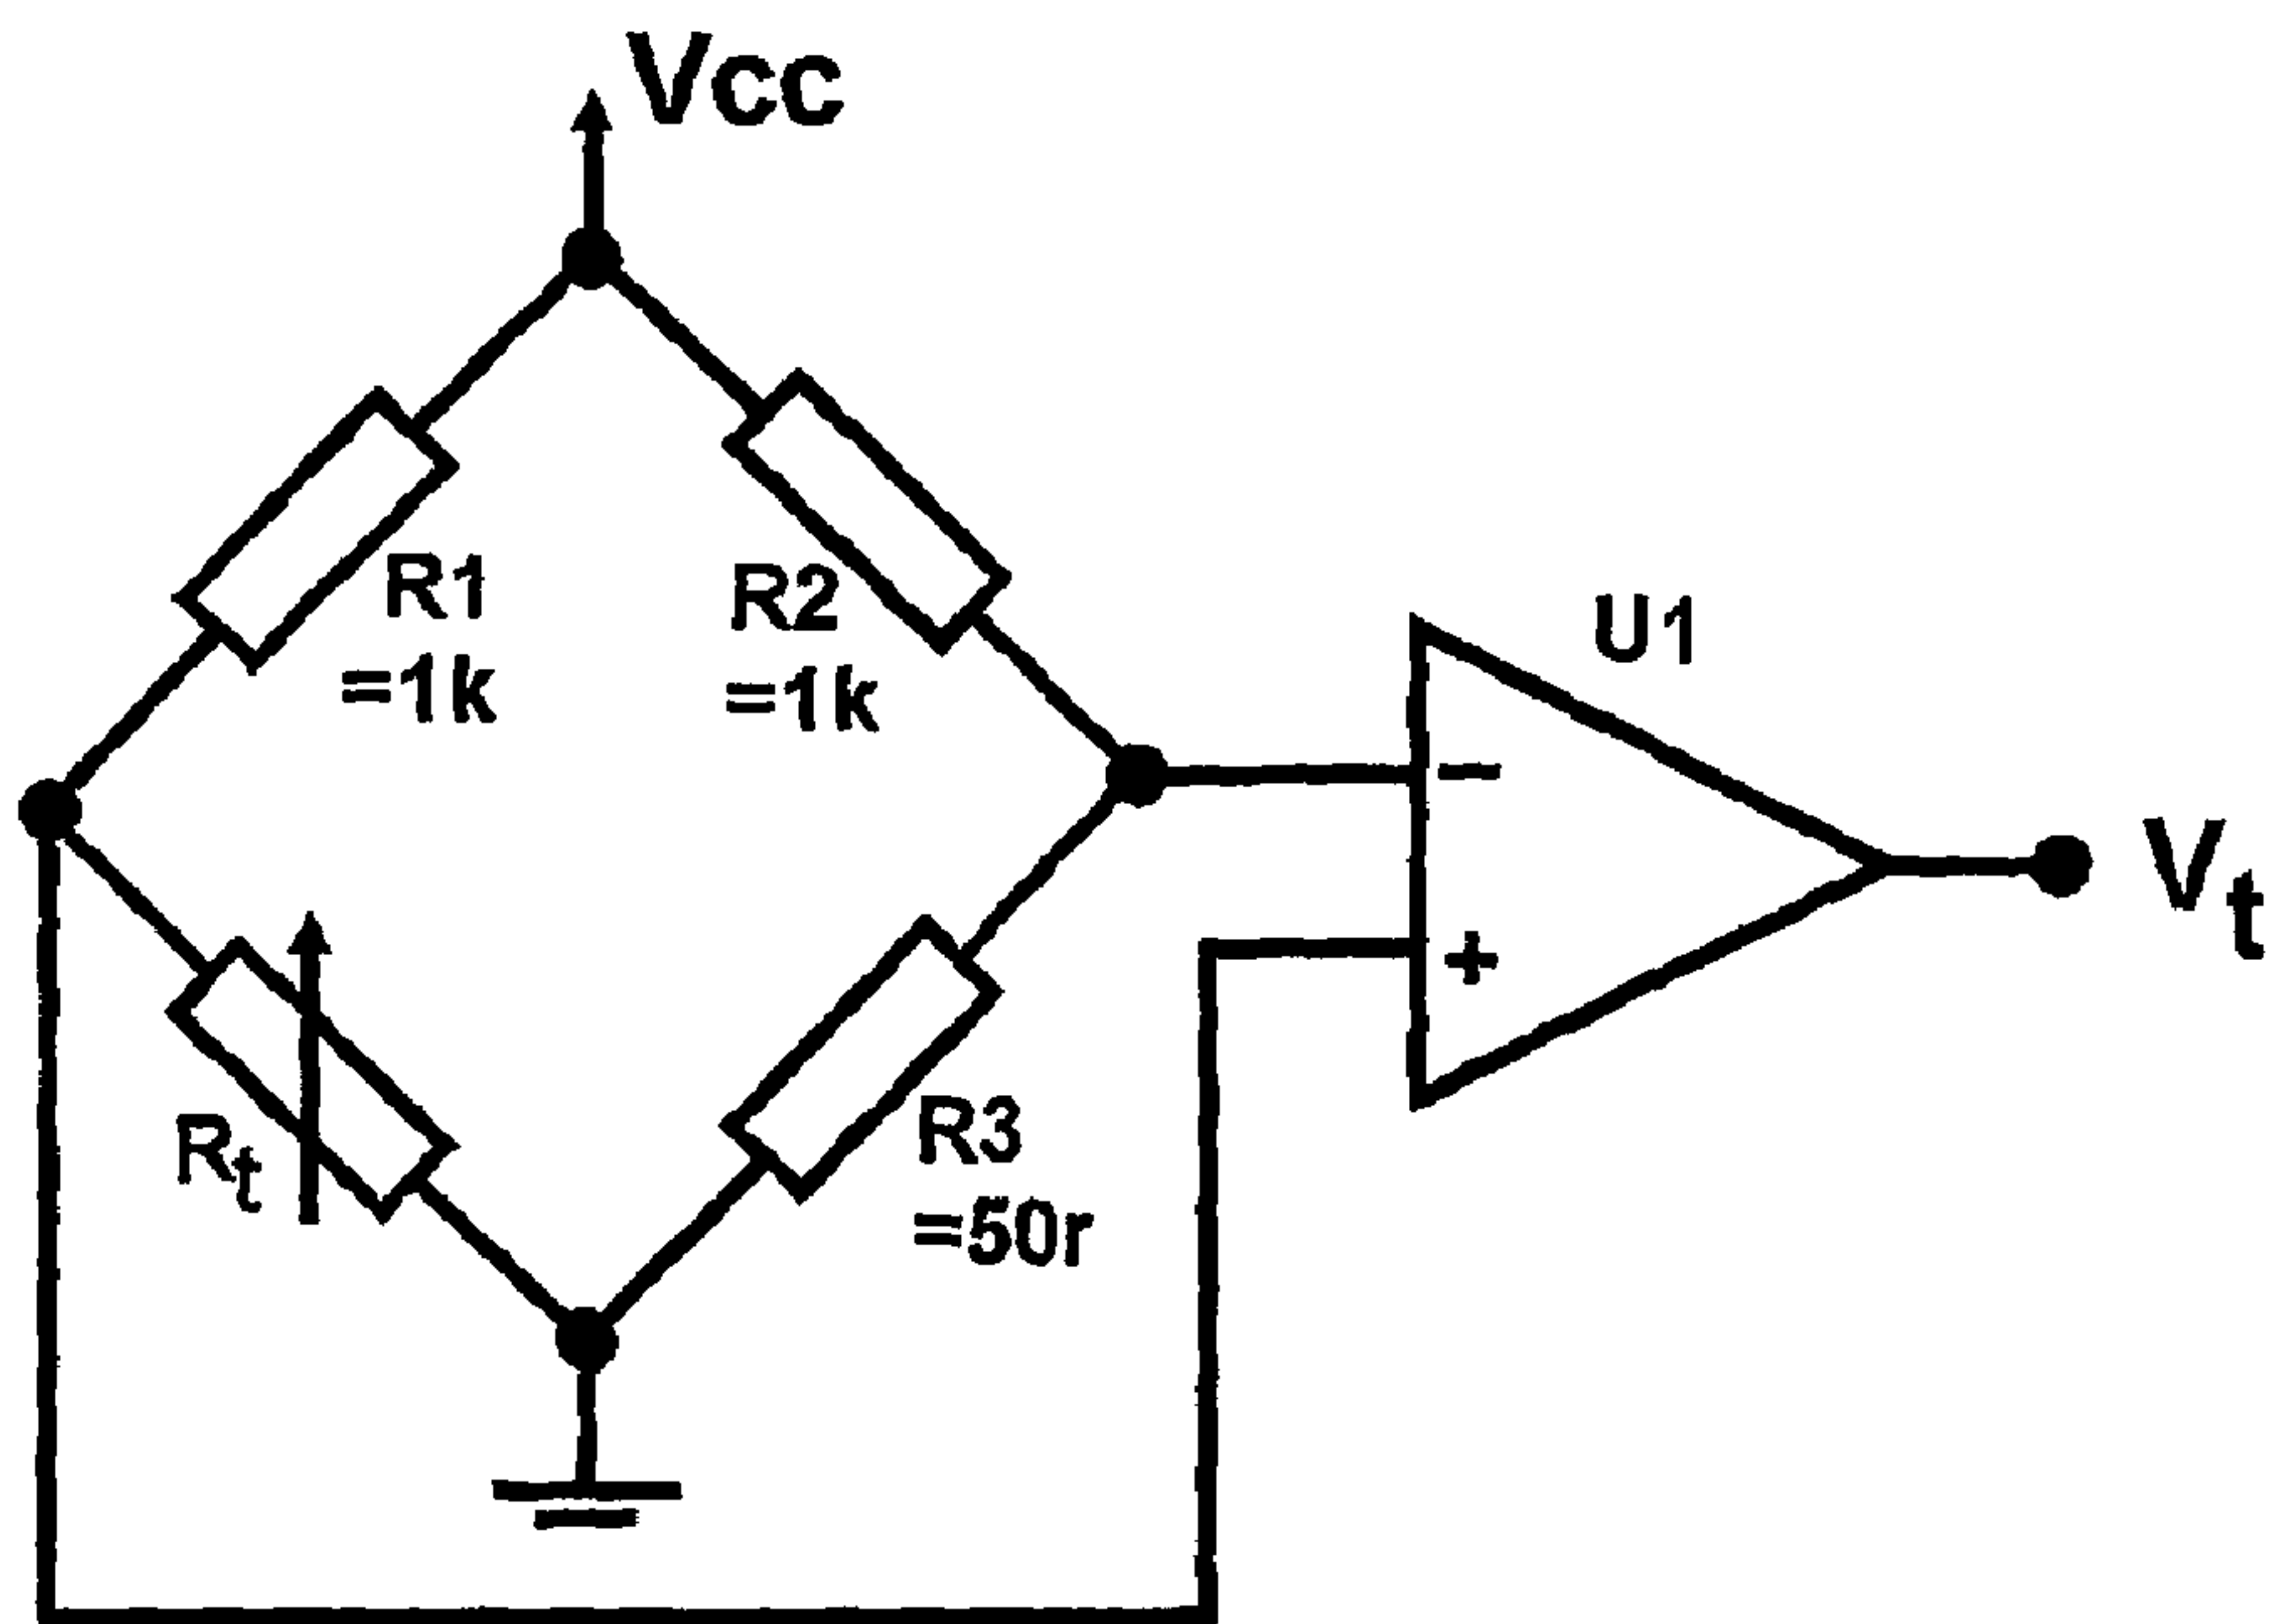 Vcc
R1
=1k
R2
=1k
U1
−
+
Vt
Rt
R3
=50r